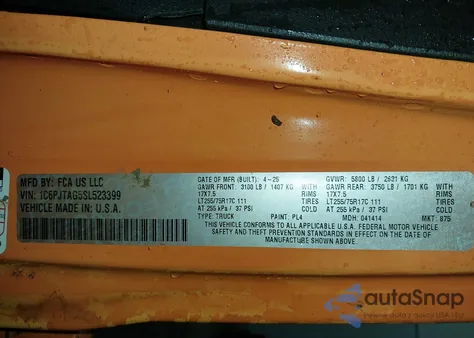 MFD BY: FCA US LLC
VIN: 1C6PJTAG5SL523399
VEHICLE MADE IN: U.S.A.
DATE OF MFR (BUILT): 4-25 GVWR: 5800 LB / 2631 KG
GAWR FRONT: 3100 LB / 1407 KG WITH GAWR REAR: 3750 LB / 1701 KG WITH
17X7.5 RIMS 17X7.5 RIMS
LT255/75R17C 111 TIRES LT255/75R17C 111 TIRES
AT 255 kPa / 37 PSI COLD AT 255 kPa / 37 PSI COLD
TYPE: TRUCK PAINT: PL4 MDH: 041414 MKT: 875
THIS VEHICLE CONFORMS TO ALL APPLICABLE U.S.A. FEDERAL MOTOR VEHICLE
SAFETY AND THEFT PREVENTION STANDARDS IN EFFECT ON THE DATE OF
MANUFACTURE SHOWN ABOVE.
autoSnap